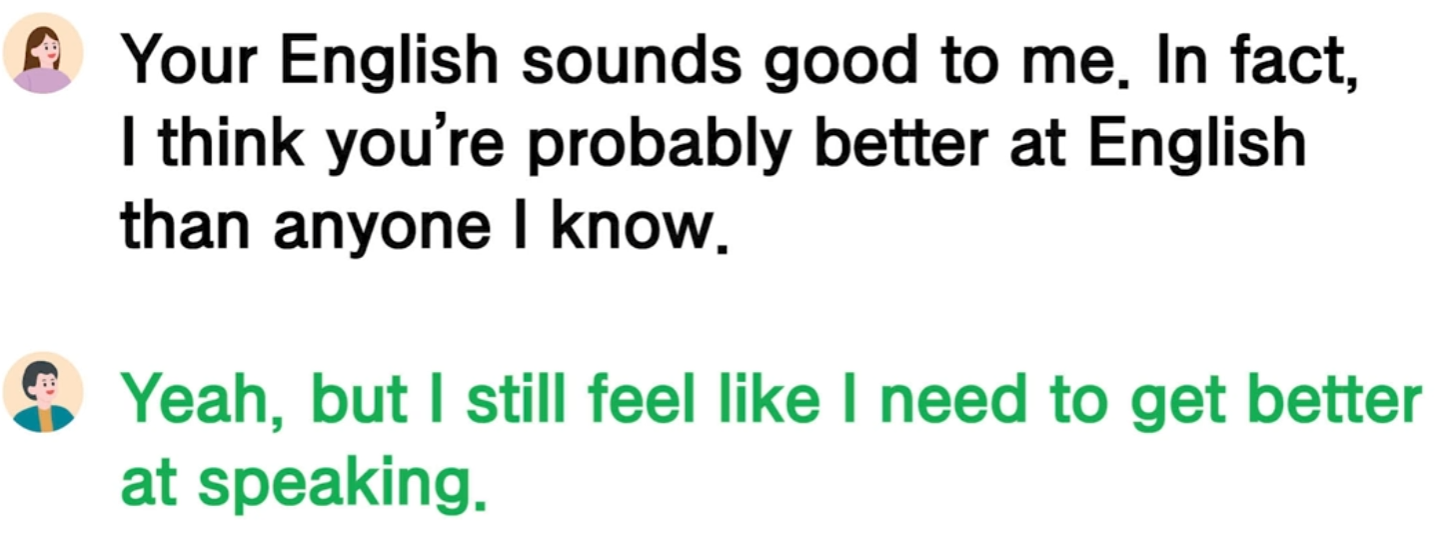 Your English sounds good to me. In fact,
I think you’re probably better at English
than anyone I know.
Yeah, but I still feel like I need to get better
at speaking.